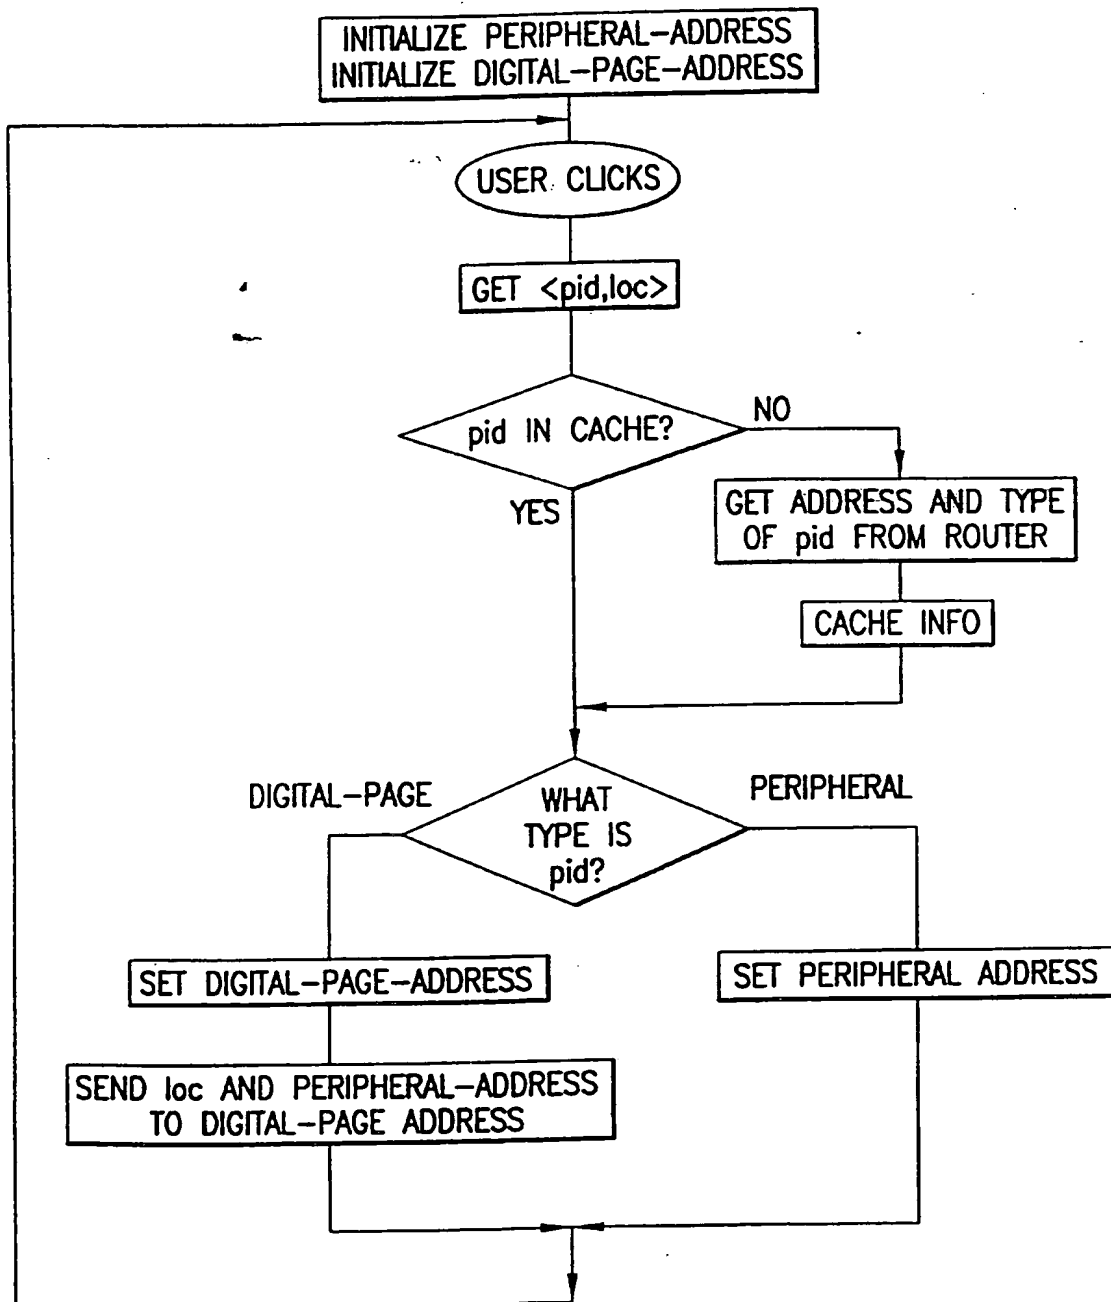 INITIALIZE PERIPHERAL-ADDRESS
INITIALIZE DIGITAL-PAGE-ADDRESS
USER CLICKS
GET <pid,loc>
pid IN CACHE?
NO
YES
GET ADDRESS AND TYPE
OF pid FROM ROUTER
CACHE INFO
DIGITAL-PAGE
WHAT
TYPE IS
pid?
PERIPHERAL
SET DIGITAL-PAGE-ADDRESS
SET PERIPHERAL ADDRESS
SEND loc AND PERIPHERAL-ADDRESS
TO DIGITAL-PAGE ADDRESS